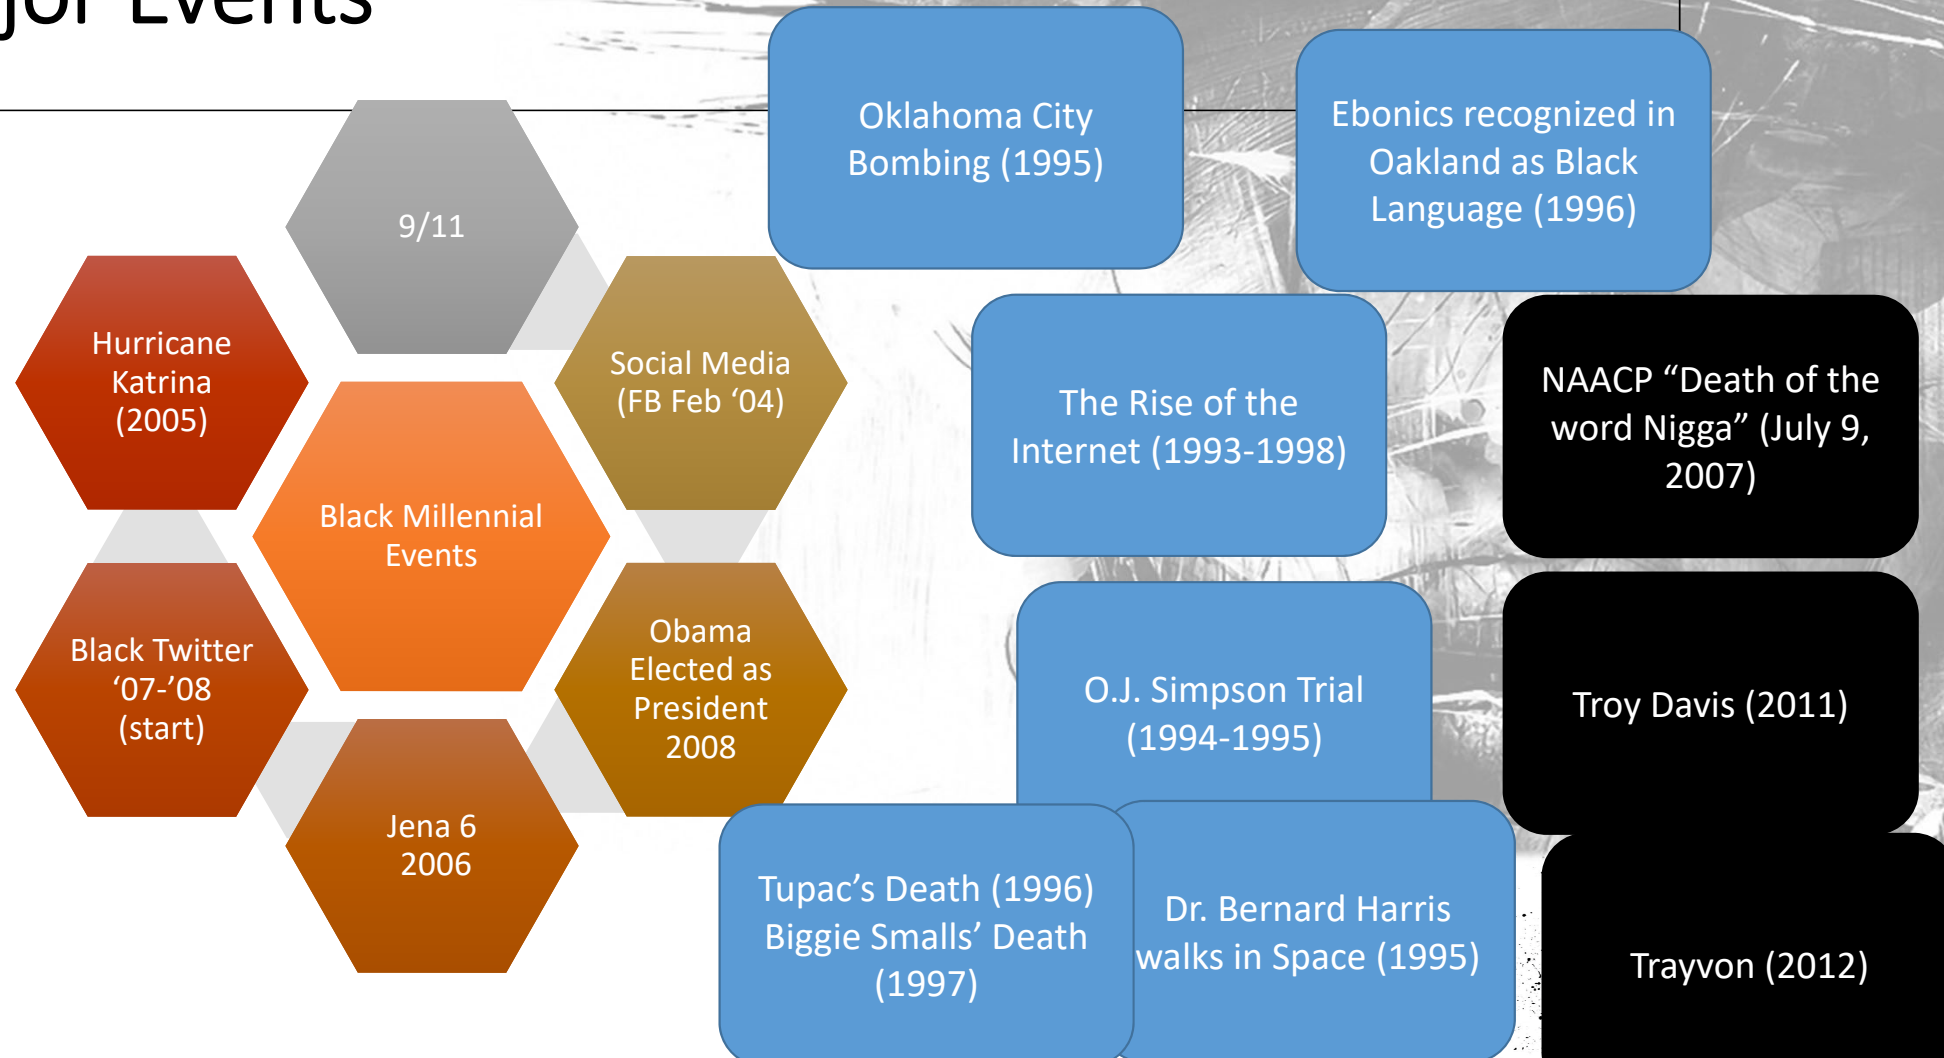 jor Events
9/11
Social Media
(FB Feb ‘04)
Obama
Elected as
President
2008
Jena 6
2006
Black Twitter
‘07-’08
(start)
Hurricane
Katrina
(2005)
Black Millennial
Events
Oklahoma City
Bombing (1995)
Ebonics recognized in
Oakland as Black
Language (1996)
The Rise of the
Internet (1993-1998)
NAACP “Death of the
word Nigga” (July 9,
2007)
O.J. Simpson Trial
(1994-1995)
Troy Davis (2011)
Tupac’s Death (1996)
Biggie Smalls’ Death
(1997)
Dr. Bernard Harris
walks in Space (1995)
Trayvon (2012)